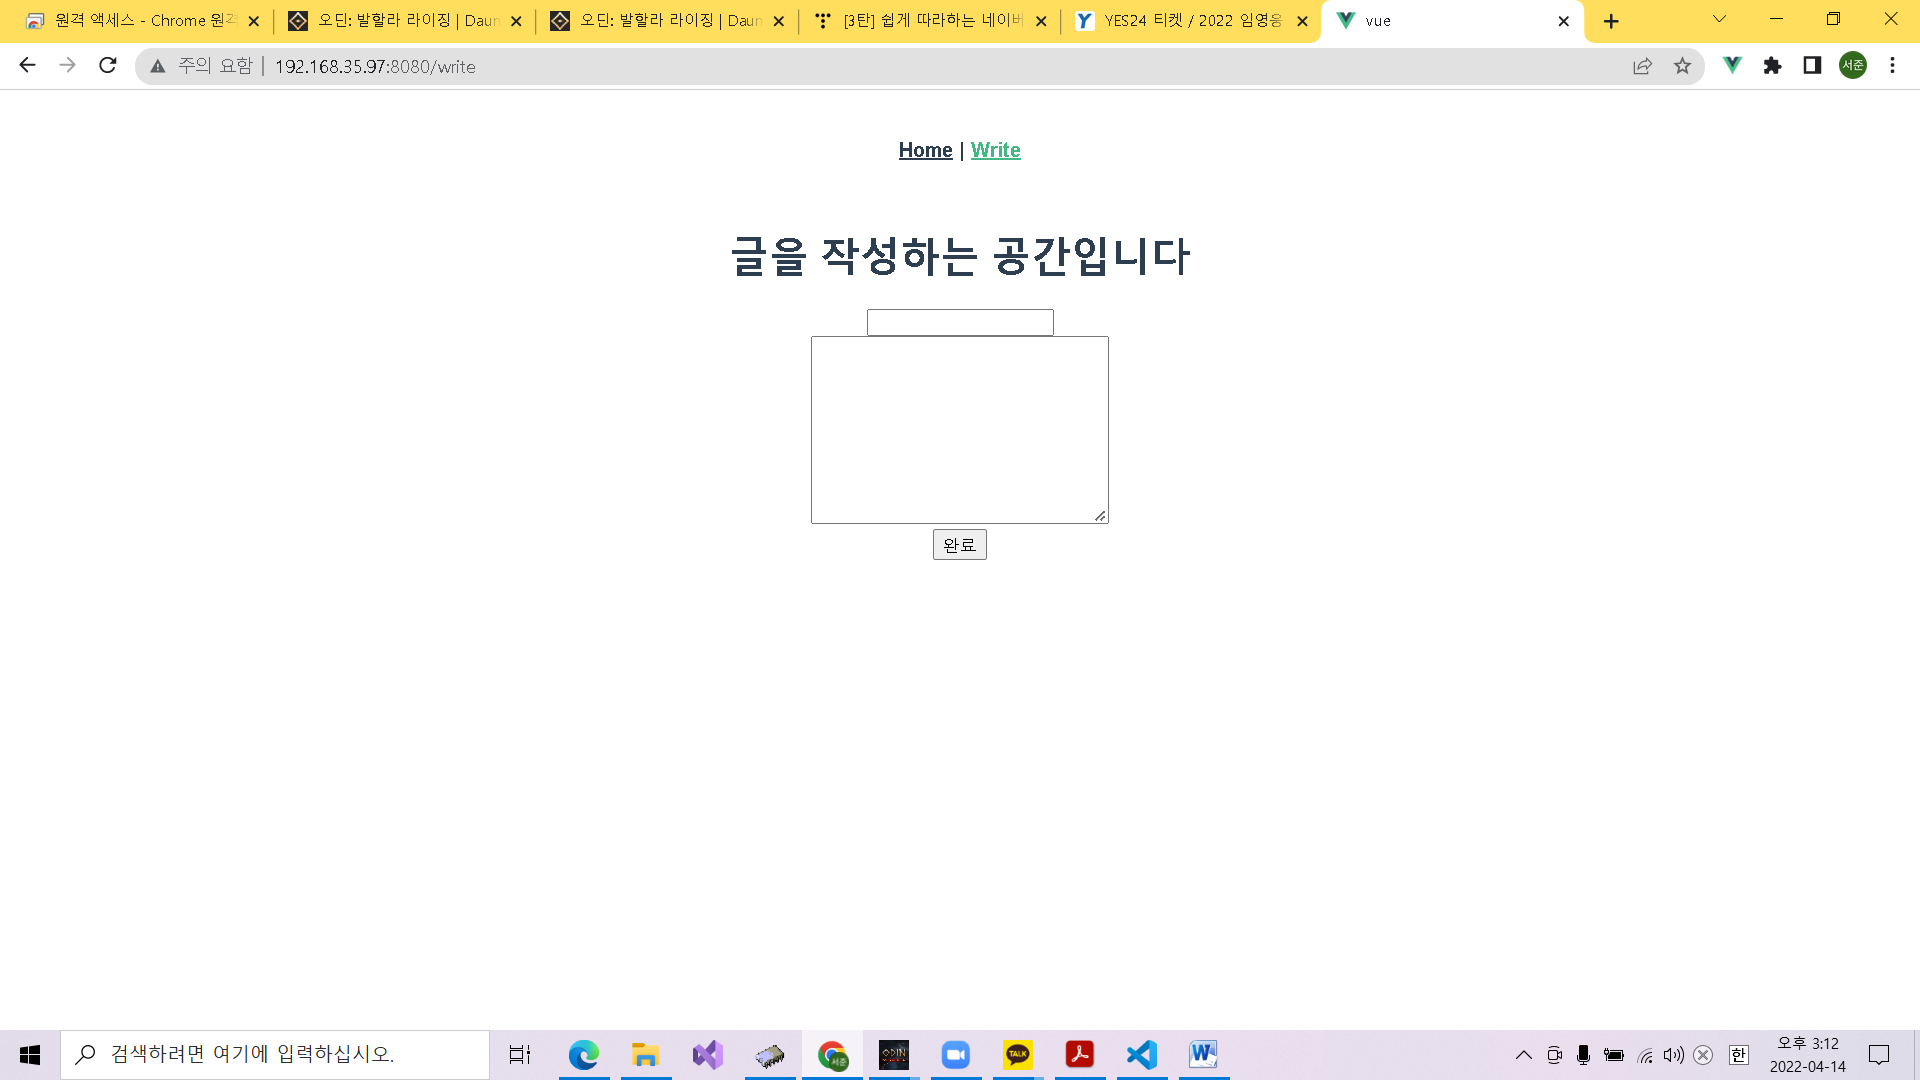 원격 액세스 - Chrome 원격
오딘: 발할라 라이징 | Daum
오딘: 발할라 라이징 | Daum
[3탄] 쉽게 따라하는 네이버
YES24 티켓 / 2022 임영웅
vue
주의 요함 | 192.168.35.97:8080/write
서준
Home | Write
글을 작성하는 공간입니다
완료
검색하려면 여기에 입력하십시오.
서준
ODIN
TALK
W
한
오후 3:12
2022-04-14